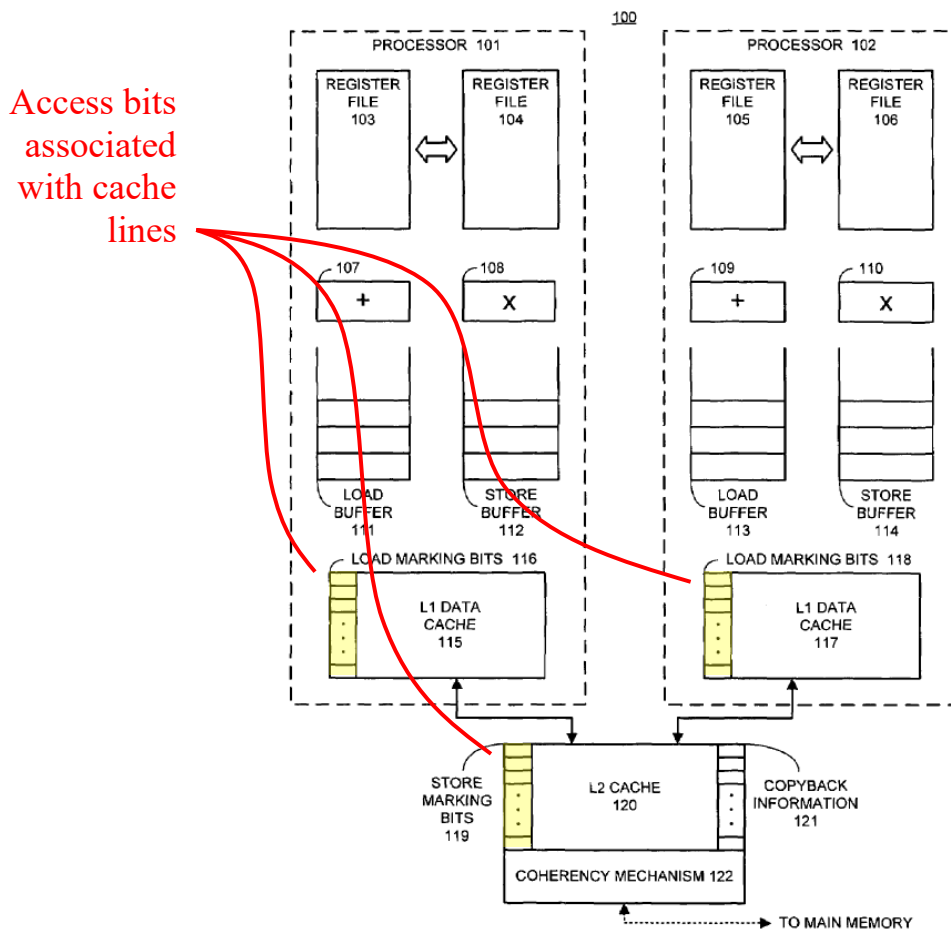 100
PROCESSOR 101
PROCESSOR 102
Access bits
associated
with cache
lines
REGISTER
FILE
103
REGISTER
FILE
104
REGISTER
FILE
105
REGISTER
FILE
106
107
108
109
110
+
X
+
X
LOAD
BUFFER
111
STORE
BUFFER
112
LOAD
BUFFER
113
STORE
BUFFER
114
LOAD MARKING BITS 116
LOAD MARKING BITS 118
L1 DATA
CACHE
115
L1 DATA
CACHE
117
STORE
MARKING
BITS
119
L2 CACHE
120
COPYBACK
INFORMATION
121
COHERENCY MECHANISM 122
TO MAIN MEMORY